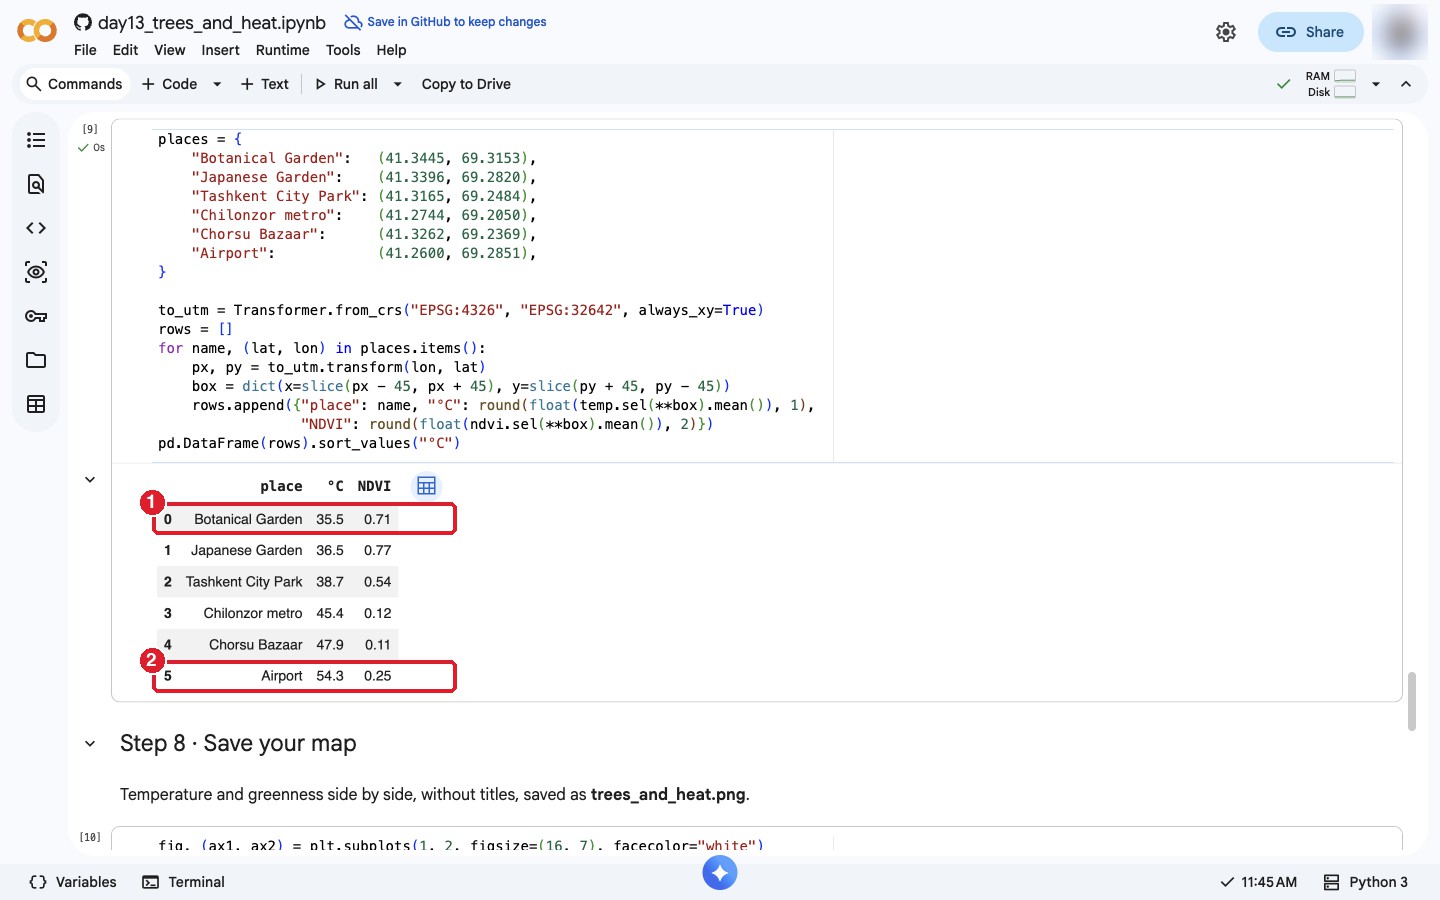 day13_trees_and_heat.ipynb
Save in GitHub to keep changes
File Edit View Insert Runtime Tools Help
Share
Commands + Code + Text Run all Copy to Drive
RAM
Disk
[9]
0s
places = {
"Botanical Garden": (41.3445, 69.3153),
"Japanese Garden": (41.3396, 69.2820),
"Tashkent City Park": (41.3165, 69.2484),
"Chilonzor metro": (41.2744, 69.2050),
"Chorsu Bazaar": (41.3262, 69.2369),
"Airport": (41.2600, 69.2851),
}
to_utm = Transformer.from_crs("EPSG:4326", "EPSG:32642", always_xy=True)
rows = []
for name, (lat, lon) in places.items():
px, py = to_utm.transform(lon, lat)
box = dict(x=slice(px - 45, px + 45), y=slice(py + 45, py - 45))
rows.append({"place": name, "°C": round(float(temp.sel(**box).mean()), 1),
"NDVI": round(float(ndvi.sel(**box).mean()), 2)})
pd.DataFrame(rows).sort_values("°C")
place °C NDVI
1
0 Botanical Garden 35.5 0.71
1 Japanese Garden 36.5 0.77
2 Tashkent City Park 38.7 0.54
3 Chilonzor metro 45.4 0.12
4 Chorsu Bazaar 47.9 0.11
2
5 Airport 54.3 0.25
Step 8 · Save your map
Temperature and greenness side by side, without titles, saved as trees_and_heat.png.
[10]
fig, (ax1, ax2) = plt.subplots(1, 2, figsize=(16, 7), facecolor="white")
Variables Terminal
11:45 AM Python 3